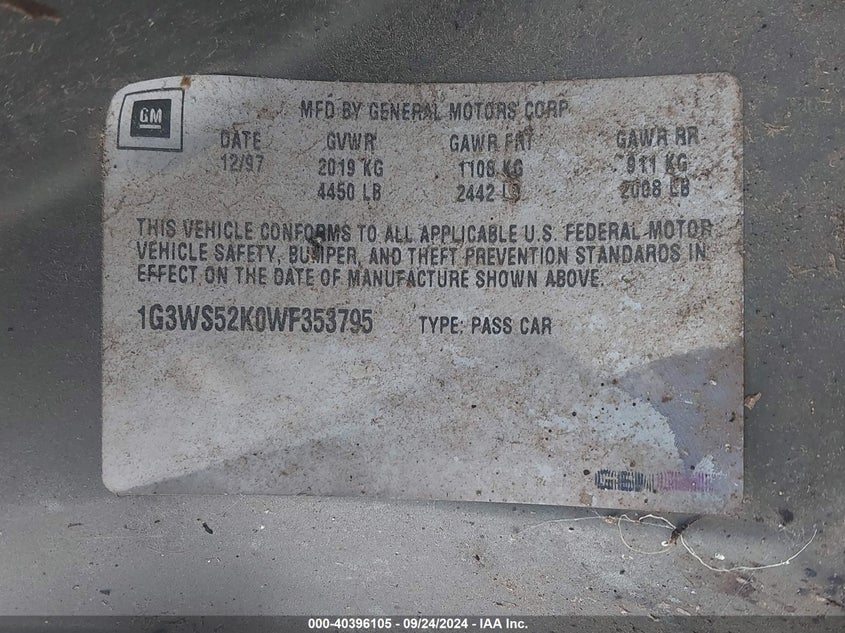 GM
MFD BY GENERAL MOTORS CORP
DATE GVWR GAWR FRT GAWR RR
12/97 2019 KG 1108 KG 911 KG
4450 LB 2442 LB 2008 LB
THIS VEHICLE CONFORMS TO ALL APPLICABLE U.S. FEDERAL MOTOR
VEHICLE SAFETY, BUMPER, AND THEFT PREVENTION STANDARDS IN
EFFECT ON THE DATE OF MANUFACTURE SHOWN ABOVE.
1G3WS52K0WF353795 TYPE: PASS CAR
000-40396105 - 09/24/2024 - IAA Inc.